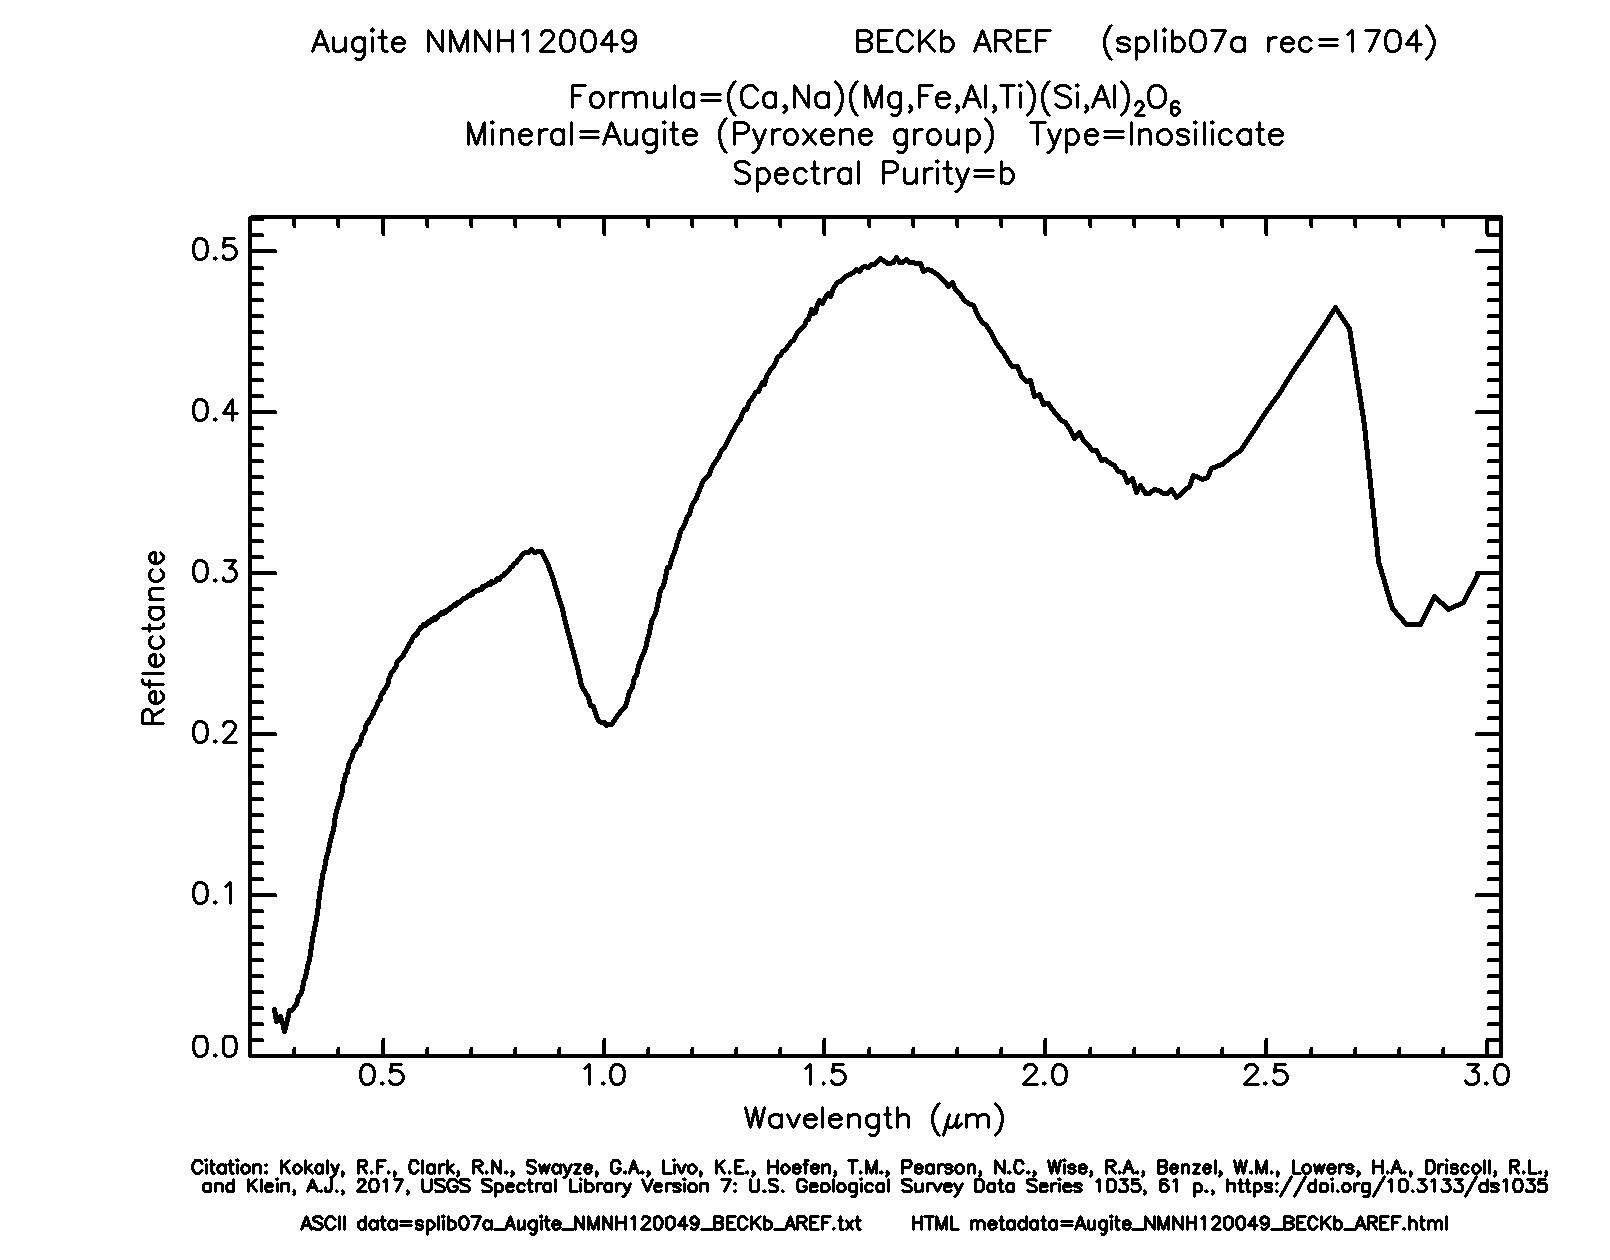 Augite NMNH120049 BECKb AREF (splib07a rec=1704)
Formula=(Ca,Na)(Mg,Fe,Al,Ti)(Si,Al)₂O₆
Mineral=Augite (Pyroxene group) Type=Inosilicate
Spectral Purity=b
0.5
0.4
0.3
0.2
0.1
0.0
Reflectance
0.5 1.0 1.5 2.0 2.5 3.0
Wavelength (μm)
Citation: Kokaly, R.F., Clark, R.N., Swayze, G.A., Livo, K.E., Hoefen, T.M., Pearson, N.C., Wise, R.A., Benzel, W.M., Lowers, H.A., Driscoll, R.L.,
and Klein, A.J., 2017, USGS Spectral Library Version 7: U.S. Geological Survey Data Series 1035, 61 p., https://doi.org/10.3133/ds1035
ASCII data=splib07a_Augite_NMNH120049_BECKb_AREF.txt HTML metadata=Augite_NMNH120049_BECKb_AREF.html